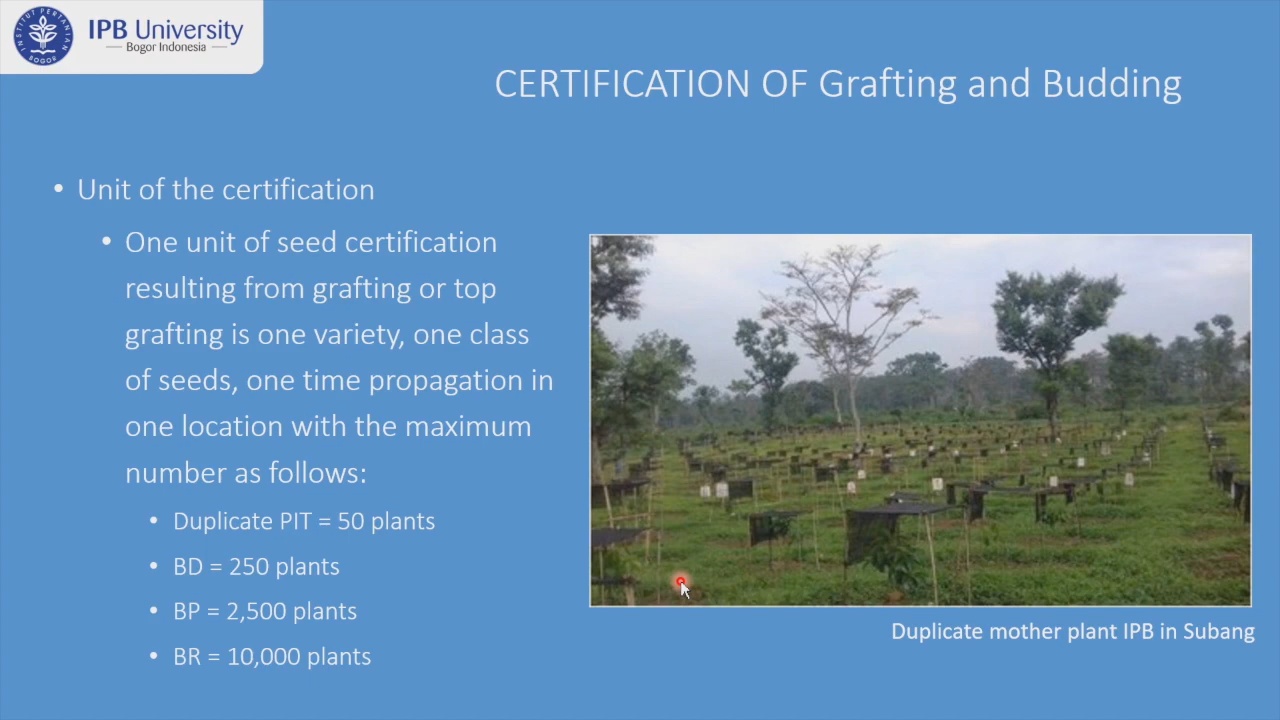 INSTITUT PERTANIAN BOGOR
IPB University
Bogor Indonesia
CERTIFICATION OF Grafting and Budding
• Unit of the certification
• One unit of seed certification
resulting from grafting or top
grafting is one variety, one class
of seeds, one time propagation in
one location with the maximum
number as follows:
• Duplicate PIT = 50 plants
• BD = 250 plants
• BP = 2,500 plants
• BR = 10,000 plants
Duplicate mother plant IPB in Subang